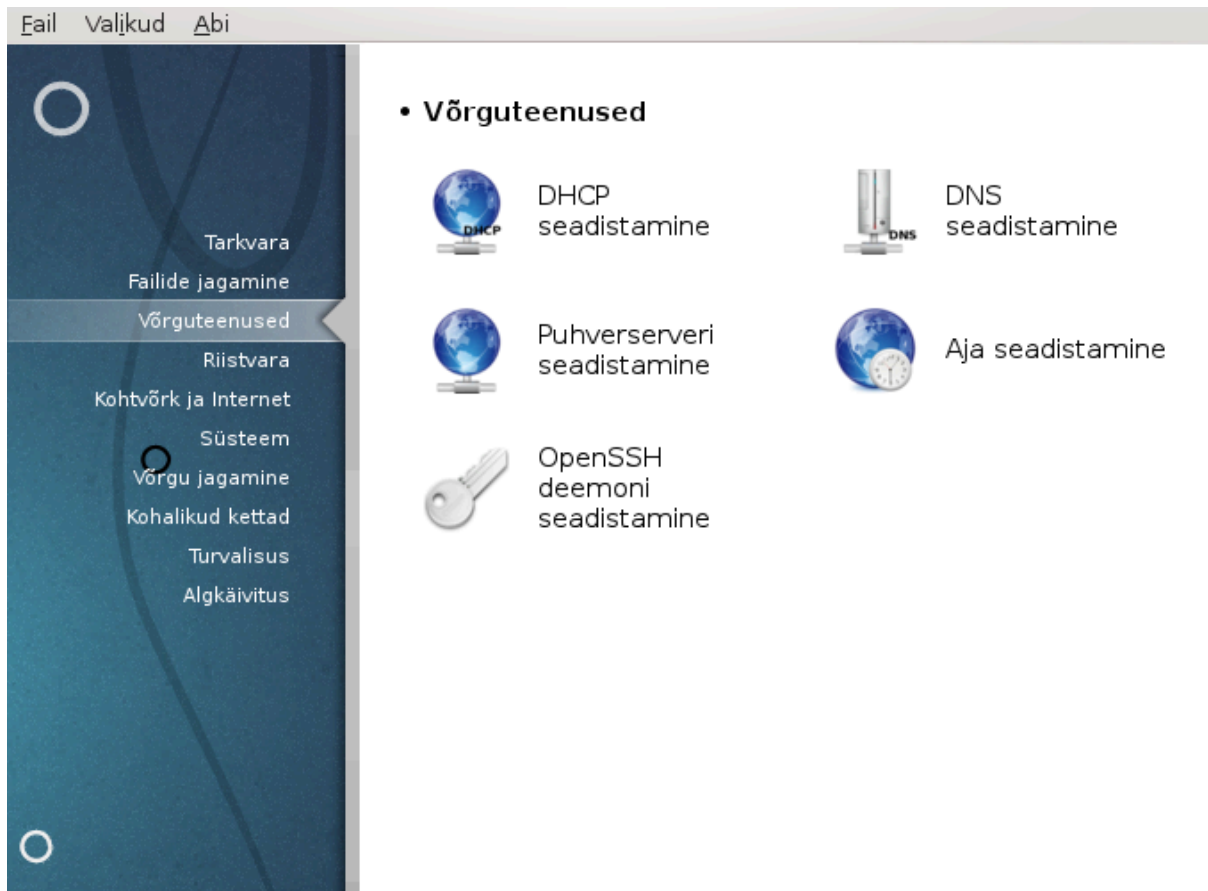 Fail Valikud Abi
Tarkvara
Failide jagamine
Võrguteenused
Riistvara
Kohtvõrk ja Internet
Süsteem
Võrgu jagamine
Kohalikud kettad
Turvalisus
Algkäivitus
• Võrguteenused
DHCP
DHCP
seadistamine
DNS
DNS
seadistamine
Puhverserveri
seadistamine
Aja seadistamine
OpenSSH
deemoni
seadistamine